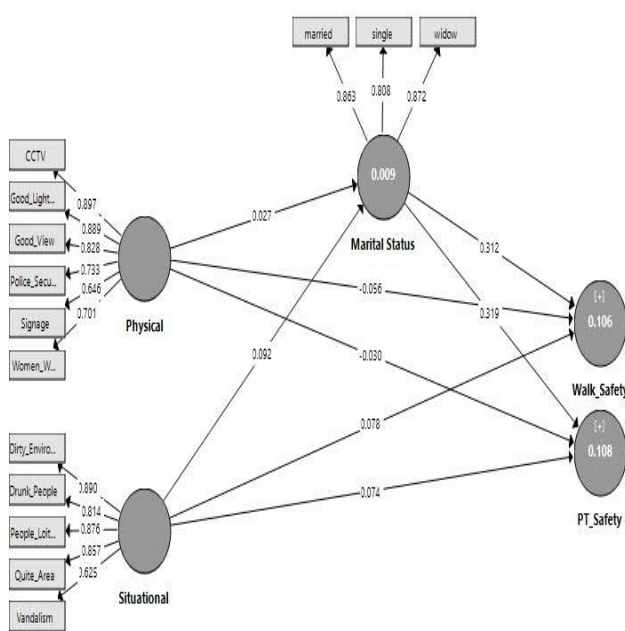 married single widow
0.863 0.808 0.872
0.009
Marital Status
CCTV
Good_Light...
Good_View
Police_Secu...
Signage
Women_W...
0.897
0.889
0.828
0.733
0.646
0.701
Physical
0.027
0.312
-0.056
0.319
0.092
-0.030
0.078
0.074
[+]
0.106
Walk_Safety
[+]
0.108
PT_Safety
Dirty_Enviro...
Drunk_People
People_Loit...
Quite_Area
Vandalism
0.890
0.814
0.876
0.857
0.625
Situational